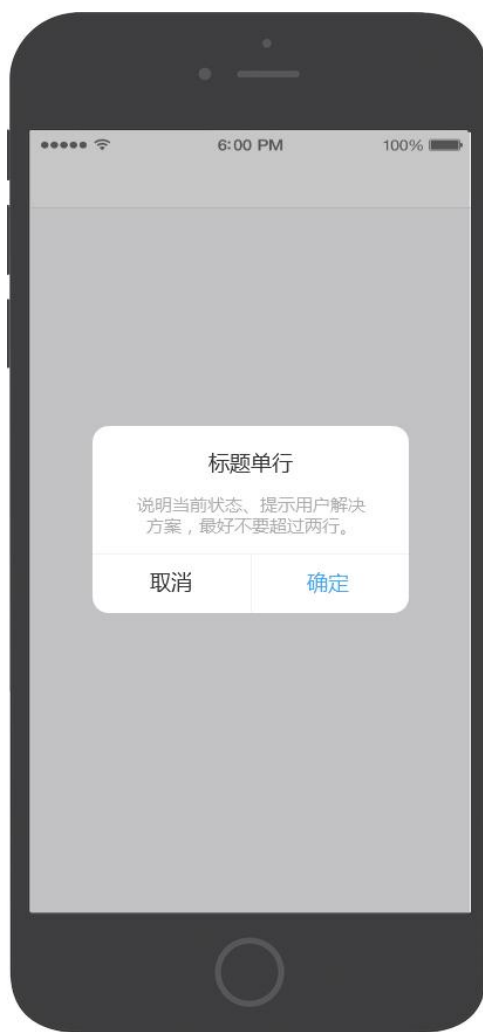 6:00 PM
100%
标题单行
说明当前状态、提示用户解决
方案，最好不要超过两行。
取消
确定